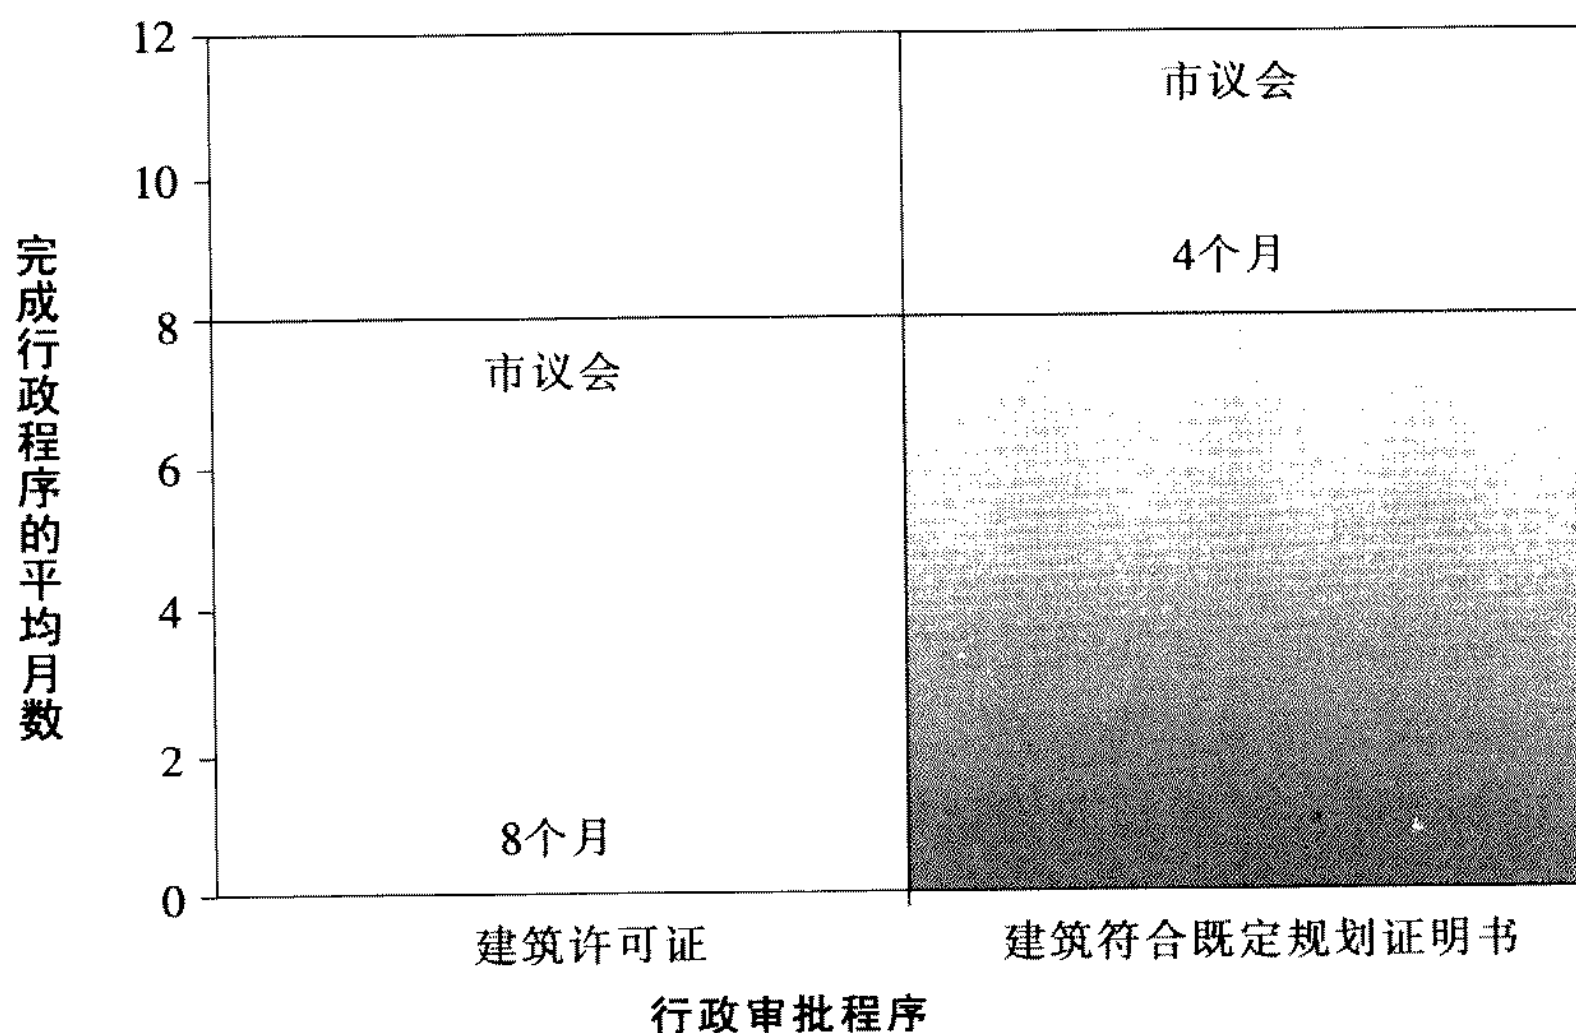 完成行政程序的平均月数
12
10
8
6
4
2
0
市议会
4个月
市议会
8个月
建筑许可证
建筑符合既定规划证明书
行政审批程序